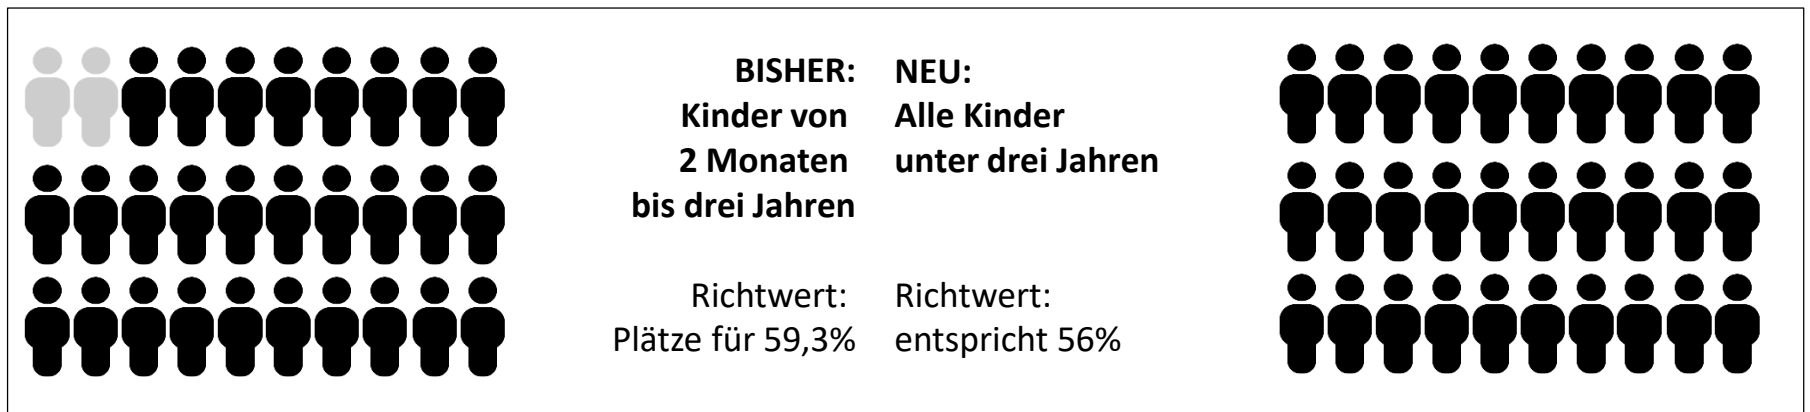 BISHER:
Kinder von
2 Monaten
bis drei Jahren
Richtwert:
Plätze für 59,3%
NEU:
Alle Kinder
unter drei Jahren
Richtwert:
entspricht 56%